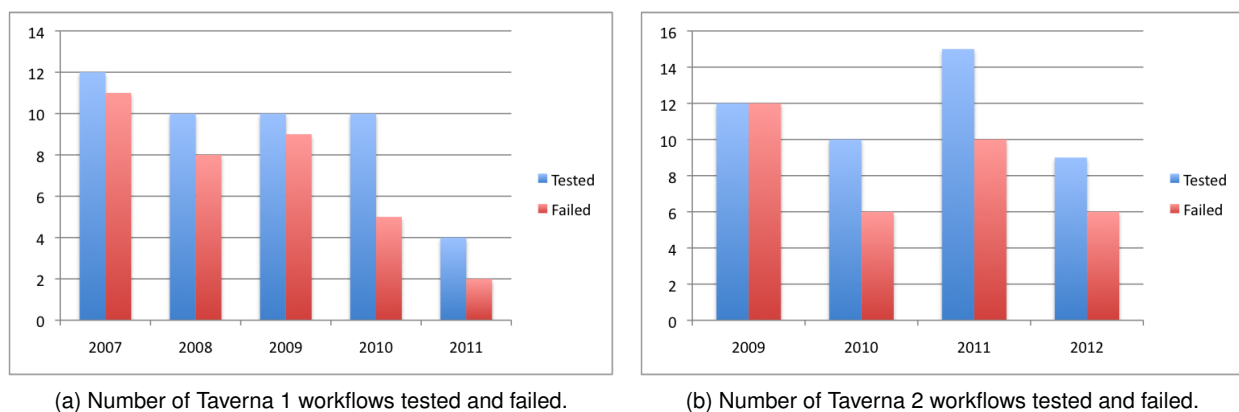 14
12
10
8
6
4
2
0
2007 2008 2009 2010 2011
Tested
Failed
(a) Number of Taverna 1 workflows tested and failed.
16
14
12
10
8
6
4
2
0
2009 2010 2011 2012
Tested
Failed
(b) Number of Taverna 2 workflows tested and failed.